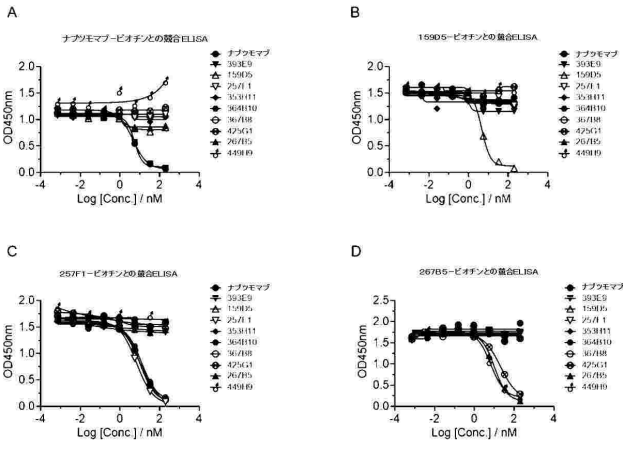 A
ナプツモマブ-ビオチンとの競合ELISA
OD450nm
2.0
1.5
1.0
0.5
0.0
-4 -2 0 2 4
Log [Conc.] / nM
ナプツモマブ
393E9
159D5
257F1
353H11
364B10
367B8
425G1
267B5
449H9
B
159D5-ビオチンとの競合ELISA
OD450nm
2.0
1.5
1.0
0.5
0.0
-4 -2 0 2 4
Log [Conc.] / nM
ナプツモマブ
393E9
159D5
257F1
353H11
364B10
367B8
425G1
267B5
449H9
C
257F1-ビオチンとの競合ELISA
OD450nm
2.0
1.5
1.0
0.5
0.0
-4 -2 0 2 4
Log [Conc.] / nM
ナプツモマブ
393E9
159D5
257F1
353H11
364B10
367B8
425G1
267B5
449H9
D
267B5-ビオチンとの競合ELISA
OD450nm
2.5
2.0
1.5
1.0
0.5
0.0
-4 -2 0 2 4
Log [Conc.] / nM
ナプツモマブ
393E9
159D5
257F1
353H11
364B10
367B8
425G1
267B5
449H9